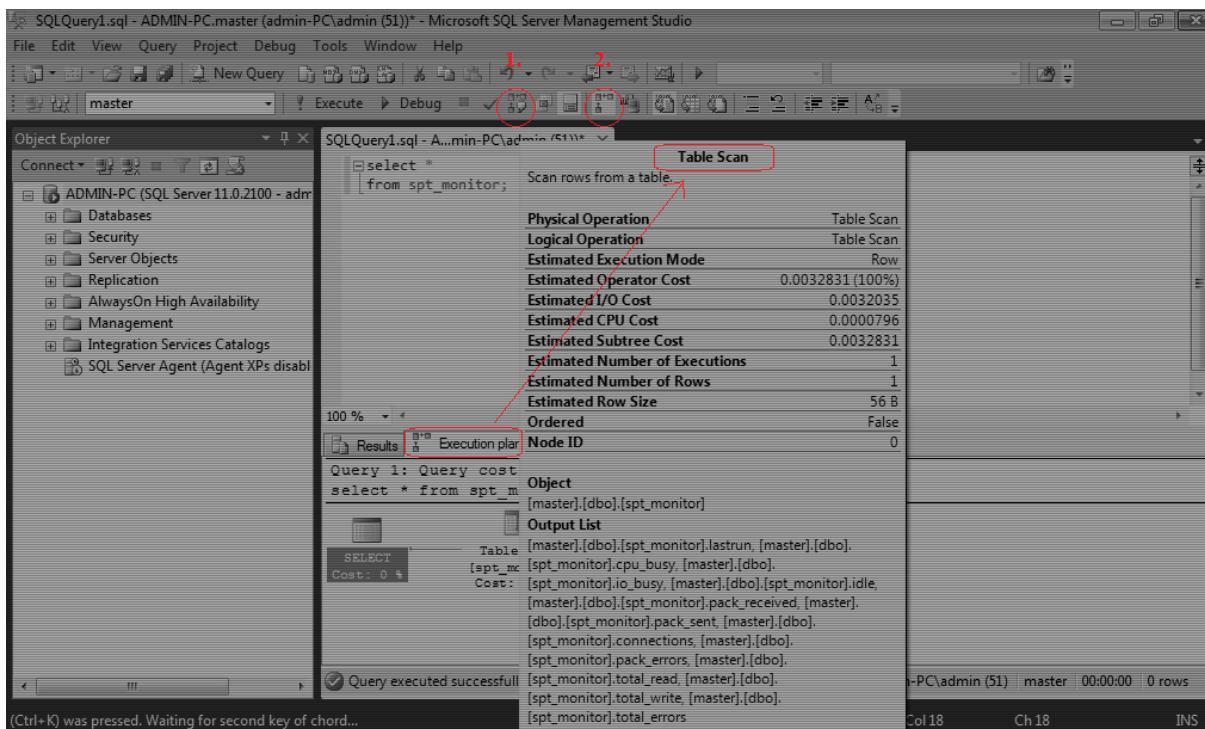 SQLQuery1.sql - ADMIN-PC.master (admin-PC\admin (51))* - Microsoft SQL Server Management Studio
File Edit View Query Project Debug Tools Window Help
1. 2.
New Query
master Execute Debug
Object Explorer
Connect
ADMIN-PC (SQL Server 11.0.2100 - adm
Databases
Security
Server Objects
Replication
AlwaysOn High Availability
Management
Integration Services Catalogs
SQL Server Agent (Agent XPs disabl
SQLQuery1.sql - A...min-PC\admin (51))*
select *
from spt_monitor;
100 %
Results Execution plan
Query 1: Query cost
select * from spt_m
SELECT
Cost: 0 %
Table
[spt_mo
Cost:
Table Scan
Scan rows from a table.
Physical Operation Table Scan
Logical Operation Table Scan
Estimated Execution Mode Row
Estimated Operator Cost 0.0032831 (100%)
Estimated I/O Cost 0.0032035
Estimated CPU Cost 0.0000796
Estimated Subtree Cost 0.0032831
Estimated Number of Executions 1
Estimated Number of Rows 1
Estimated Row Size 56 B
Ordered False
Node ID 0
Object
[master].[dbo].[spt_monitor]
Output List
[master].[dbo].[spt_monitor].lastrun, [master].[dbo].
[spt_monitor].cpu_busy, [master].[dbo].
[spt_monitor].io_busy, [master].[dbo].[spt_monitor].idle,
[master].[dbo].[spt_monitor].pack_received, [master].
[dbo].[spt_monitor].pack_sent, [master].[dbo].
[spt_monitor].connections, [master].[dbo].
[spt_monitor].pack_errors, [master].[dbo].
[spt_monitor].total_read, [master].[dbo].
[spt_monitor].total_write, [master].[dbo].
[spt_monitor].total_errors
Query executed successfull
-PC\admin (51) master 00:00:00 0 rows
(Ctrl+K) was pressed. Waiting for second key of chord...
Col 18 Ch 18 INS